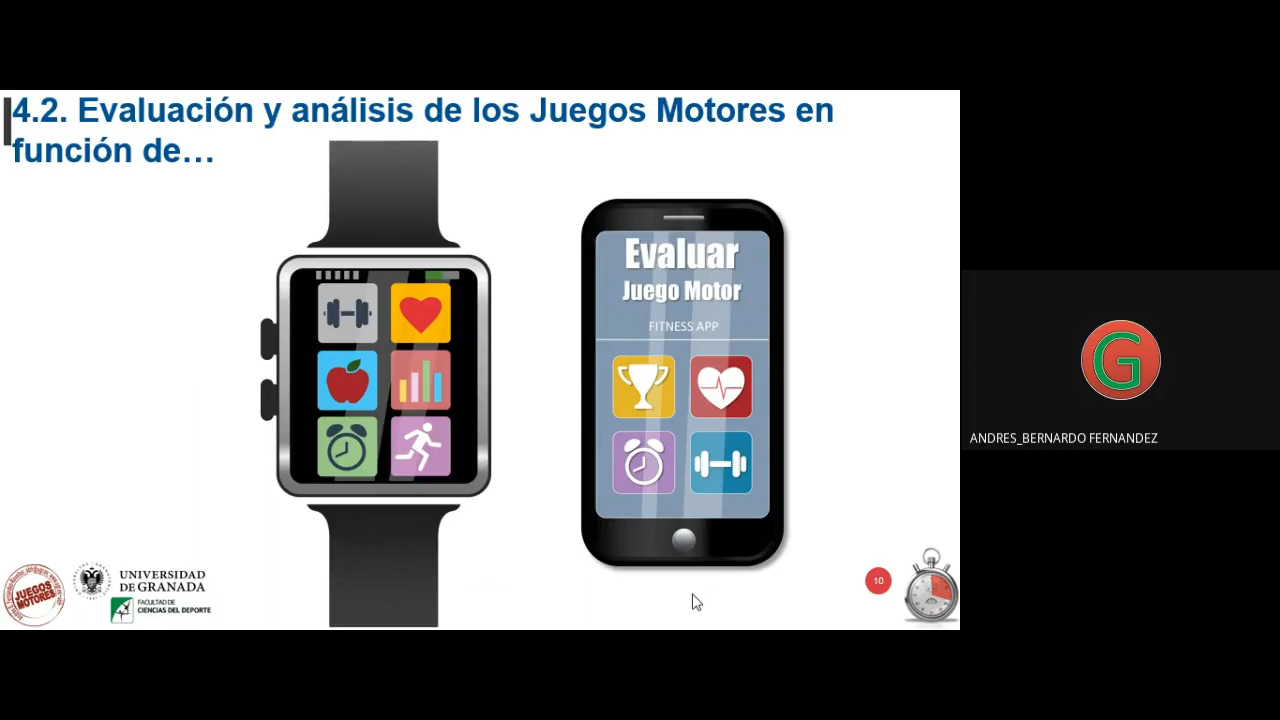 4.2. Evaluación y análisis de los Juegos Motores en
función de...
Evaluar
Juego Motor
FITNESS APP
G
ANDRES_BERNARDO FERNANDEZ
JUEGOS
MOTORES
UNIVERSIDAD
DE GRANADA
FACULTAD DE
CIENCIAS DEL DEPORTE
10